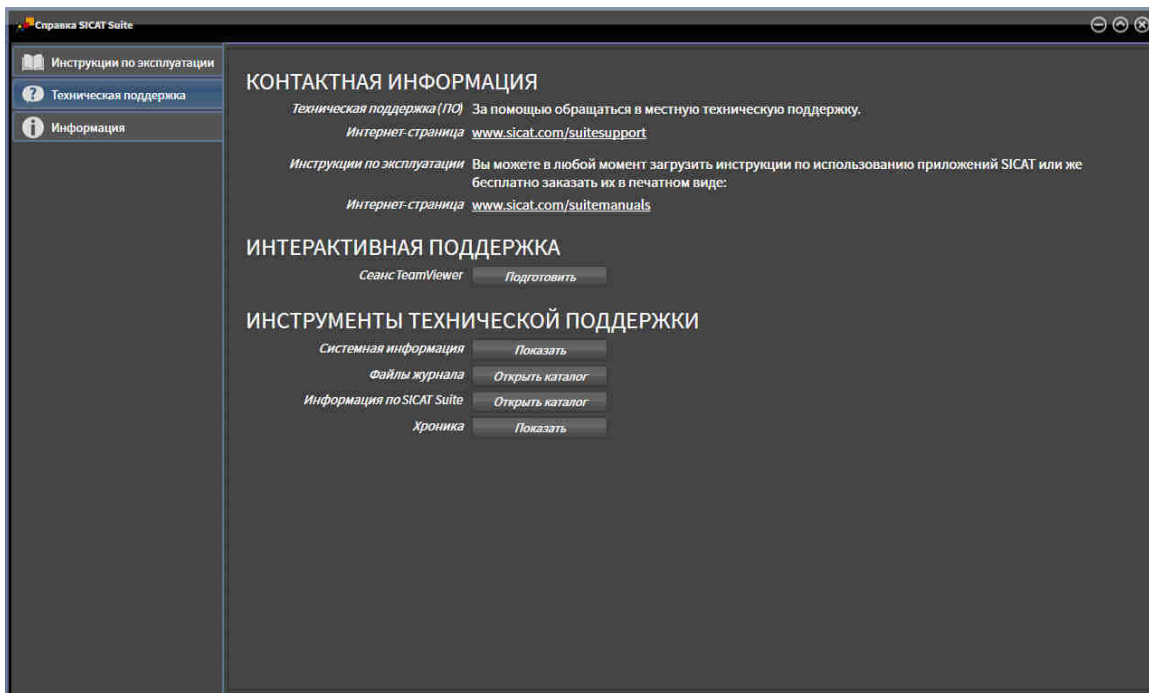 Справка SICAT Suite
Инструкции по эксплуатации
Техническая поддержка
Информация
КОНТАКТНАЯ ИНФОРМАЦИЯ
Техническая поддержка (ПО) За помощью обращаться в местную техническую поддержку.
Интернет-страница www.sicat.com/suitesupport
Инструкции по эксплуатации Вы можете в любой момент загрузить инструкции по использованию приложений SICAT или же
бесплатно заказать их в печатном виде:
Интернет-страница www.sicat.com/suitemanuals
ИНТЕРАКТИВНАЯ ПОДДЕРЖКА
Сеанс TeamViewer Подготовить
ИНСТРУМЕНТЫ ТЕХНИЧЕСКОЙ ПОДДЕРЖКИ
Системная информация Показать
Файлы журнала Открыть каталог
Информация по SICAT Suite Открыть каталог
Хроника Показать